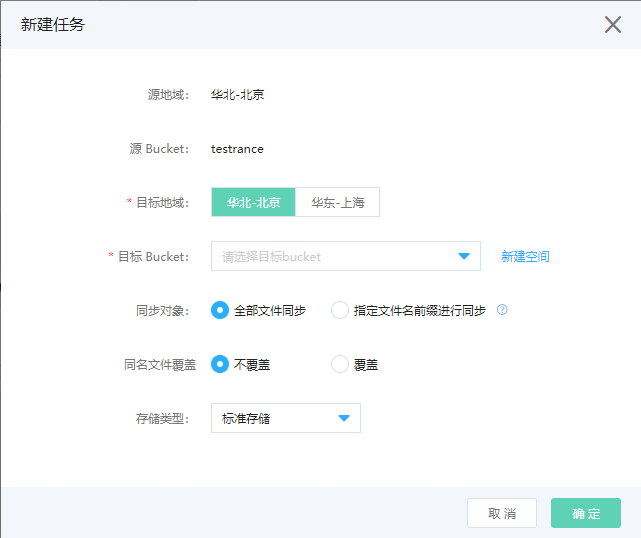 新建任务
源地域： 华北-北京
源 Bucket： testrance
* 目标地域： 华北-北京 华东-上海
* 目标 Bucket： 请选择目标bucket 新建空间
同步对象： 全部文件同步 指定文件名前缀进行同步 ?
同名文件覆盖 不覆盖 覆盖
存储类型： 标准存储
取 消 确 定